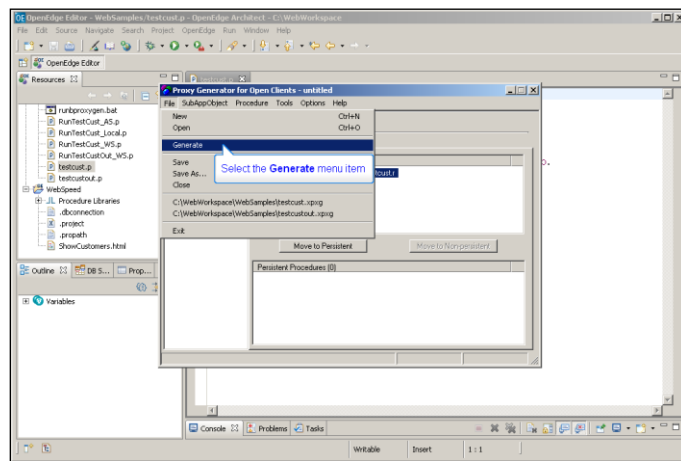 OpenEdge Editor - WebSamples/testcust.p - OpenEdge Architect - C:\WebWorkspace
File Edit Source Navigate Search Project OpenEdge Run Window Help
OpenEdge Editor
Resources
testcust.p
runbproxygen.bat
RunTestCust_AS.p
RunTestCust_Local.p
RunTestCust_WS.p
RunTestCustOut_WS.p
testcust.p
testcustout.p
WebSpeed
Procedure Libraries
.dbconnection
.project
.propath
ShowCustomers.html
Outline DB S... Prop...
Variables
Proxy Generator for Open Clients - untitled
File SubAppObject Procedure Tools Options Help
New Ctrl+N
Open Ctrl+O
Generate
Save
Save As...
Close
C:\WebWorkspace\WebSamples\testcust.xpxg
C:\WebWorkspace\WebSamples\testcustout.xpxg
Exit
Select the Generate menu item
tcust.r
Move to Persistent Move to Non-persistent
Persistent Procedures (0)
Console Problems Tasks
Writable Insert 1 : 1